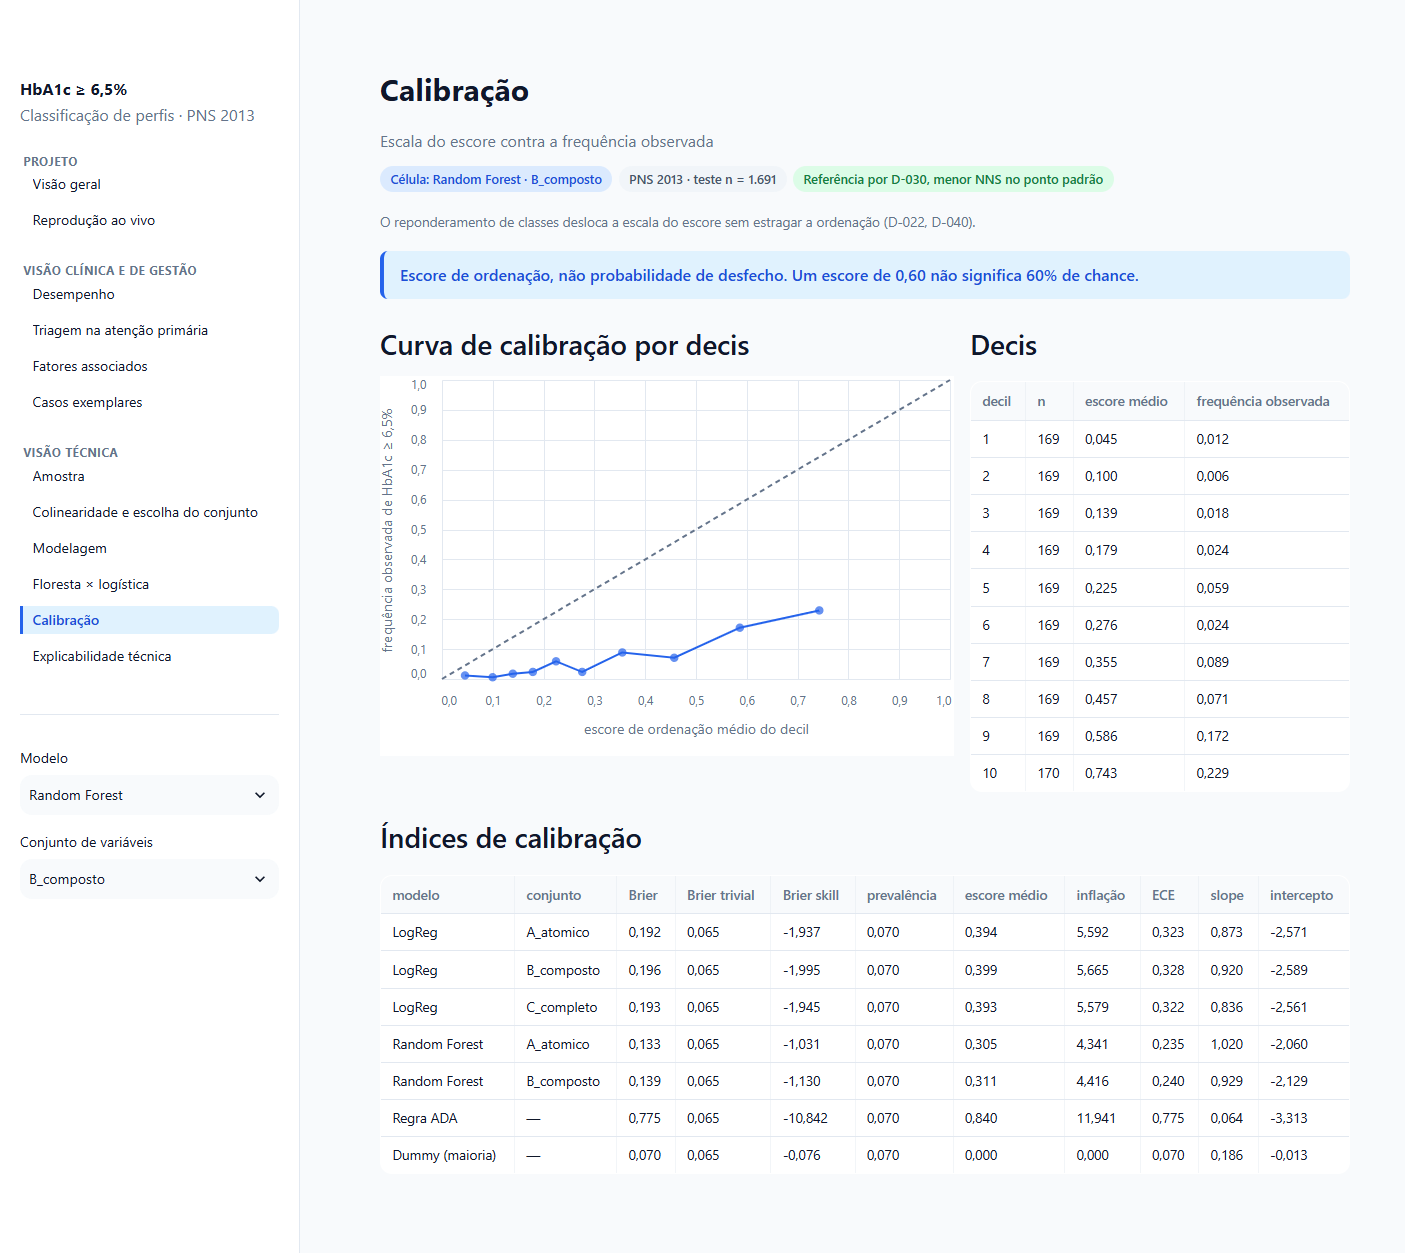 HbA1c ≥ 6,5%
Classificação de perfis · PNS 2013
PROJETO
Visão geral
Reprodução ao vivo
VISÃO CLÍNICA E DE GESTÃO
Desempenho
Triagem na atenção primária
Fatores associados
Casos exemplares
VISÃO TÉCNICA
Amostra
Colinearidade e escolha do conjunto
Modelagem
Floresta × logística
Calibração
Explicabilidade técnica
Modelo
Random Forest
Conjunto de variáveis
B_composto
Calibração
Escala do escore contra a frequência observada
Célula: Random Forest · B_composto PNS 2013 · teste n = 1.691 Referência por D-030, menor NNS no ponto padrão
O reponderamento de classes desloca a escala do escore sem estragar a ordenação (D-022, D-040).
Escore de ordenação, não probabilidade de desfecho. Um escore de 0,60 não significa 60% de chance.
Curva de calibração por decis
frequência observada de HbA1c ≥ 6,5%
1,0
0,9
0,8
0,7
0,6
0,5
0,4
0,3
0,2
0,1
0,0
0,0 0,1 0,2 0,3 0,4 0,5 0,6 0,7 0,8 0,9 1,0
escore de ordenação médio do decil
Decis
decil n escore médio frequência observada
1 169 0,045 0,012
2 169 0,100 0,006
3 169 0,139 0,018
4 169 0,179 0,024
5 169 0,225 0,059
6 169 0,276 0,024
7 169 0,355 0,089
8 169 0,457 0,071
9 169 0,586 0,172
10 170 0,743 0,229
Índices de calibração
modelo conjunto Brier Brier trivial Brier skill prevalência escore médio inflação ECE slope intercepto
LogReg A_atomico 0,192 0,065 -1,937 0,070 0,394 5,592 0,323 0,873 -2,571
LogReg B_composto 0,196 0,065 -1,995 0,070 0,399 5,665 0,328 0,920 -2,589
LogReg C_completo 0,193 0,065 -1,945 0,070 0,393 5,579 0,322 0,836 -2,561
Random Forest A_atomico 0,133 0,065 -1,031 0,070 0,305 4,341 0,235 1,020 -2,060
Random Forest B_composto 0,139 0,065 -1,130 0,070 0,311 4,416 0,240 0,929 -2,129
Regra ADA — 0,775 0,065 -10,842 0,070 0,840 11,941 0,775 0,064 -3,313
Dummy (maioria) — 0,070 0,065 -0,076 0,070 0,000 0,000 0,070 0,186 -0,013